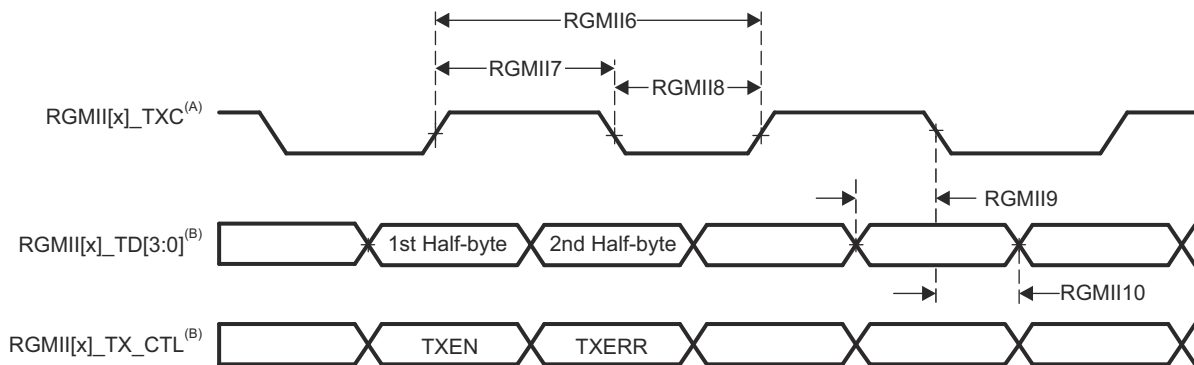 RGMII6
RGMII7
RGMII8
RGMII[x]_TXC(A)
RGMII9
RGMII[x]_TD[3:0](B)
1st Half-byte
2nd Half-byte
RGMII10
RGMII[x]_TX_CTL(B)
TXEN
TXERR